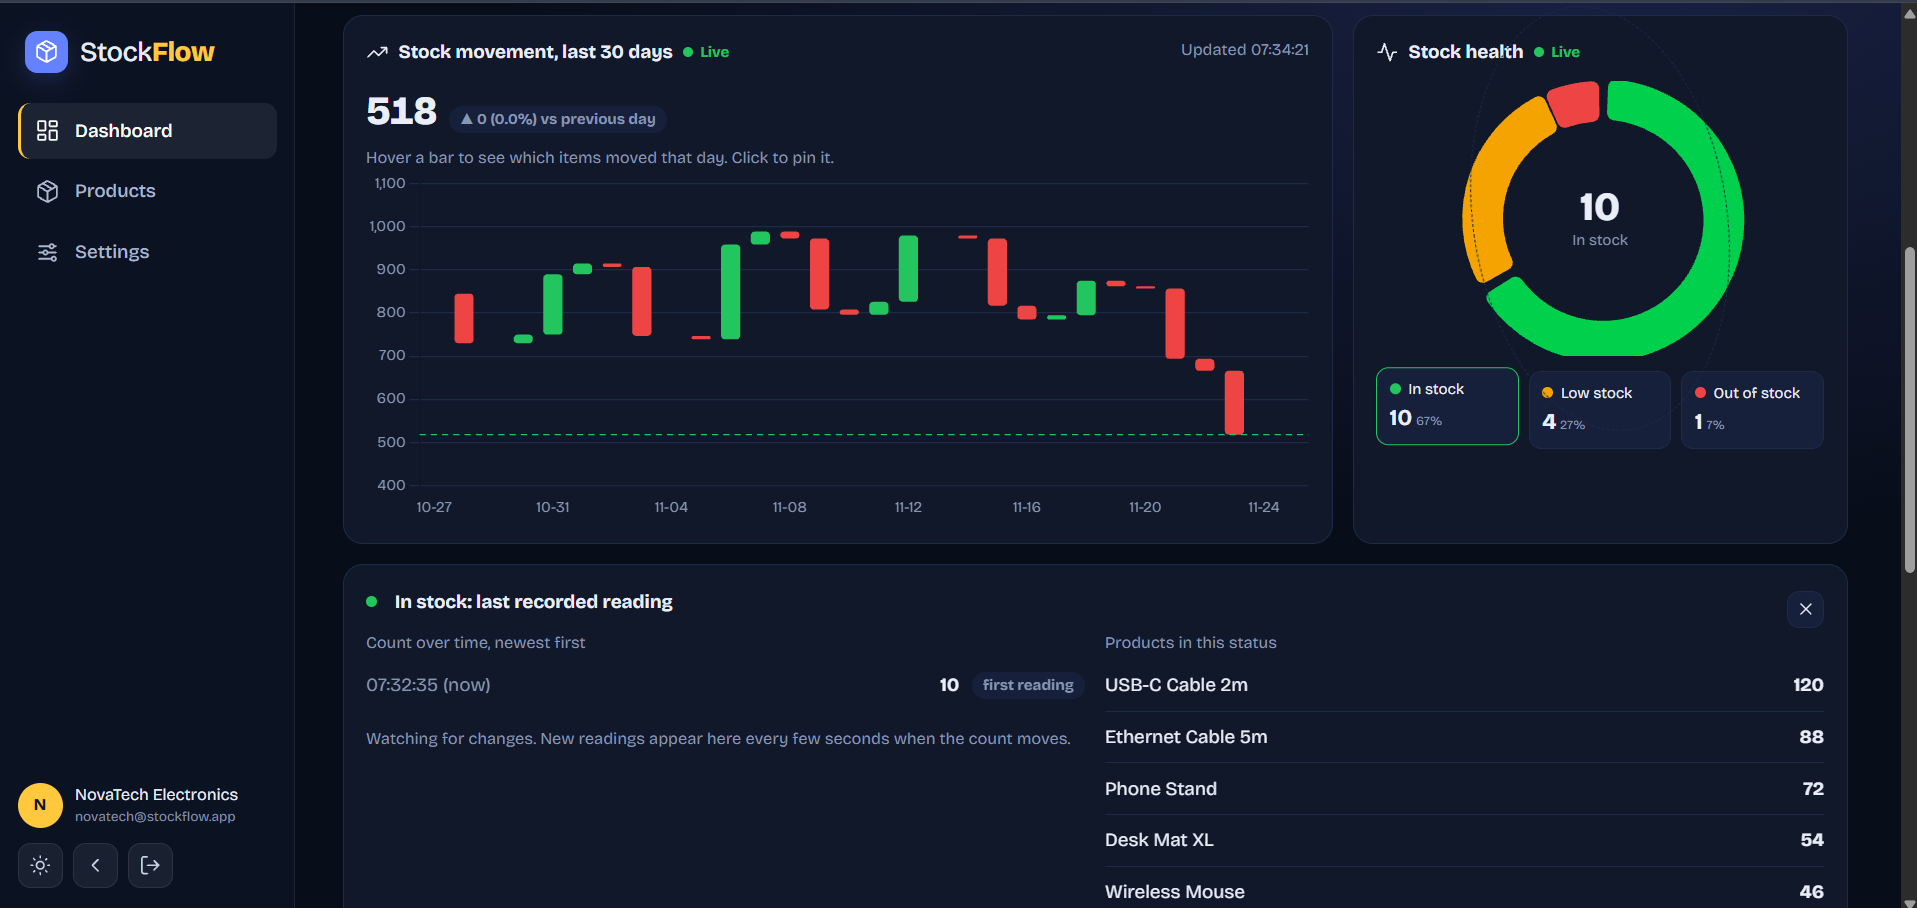 StockFlow
Dashboard
Products
Settings
NovaTech Electronics
N
novatech@stockflow.app
Stock movement, last 30 days
Live
Updated 07:34:21
518
▲ 0 (0.0%) vs previous day
Hover a bar to see which items moved that day. Click to pin it.
1,100
1,000
900
800
700
600
500
400
10-27 10-31 11-04 11-08 11-12 11-16 11-20 11-24
Stock health
Live
10
In stock
In stock
10 67%
Low stock
4 27%
Out of stock
1 7%
In stock: last recorded reading
Count over time, newest first
07:32:35 (now) 10 first reading
Watching for changes. New readings appear here every few seconds when the count moves.
Products in this status
USB-C Cable 2m 120
Ethernet Cable 5m 88
Phone Stand 72
Desk Mat XL 54
Wireless Mouse 46